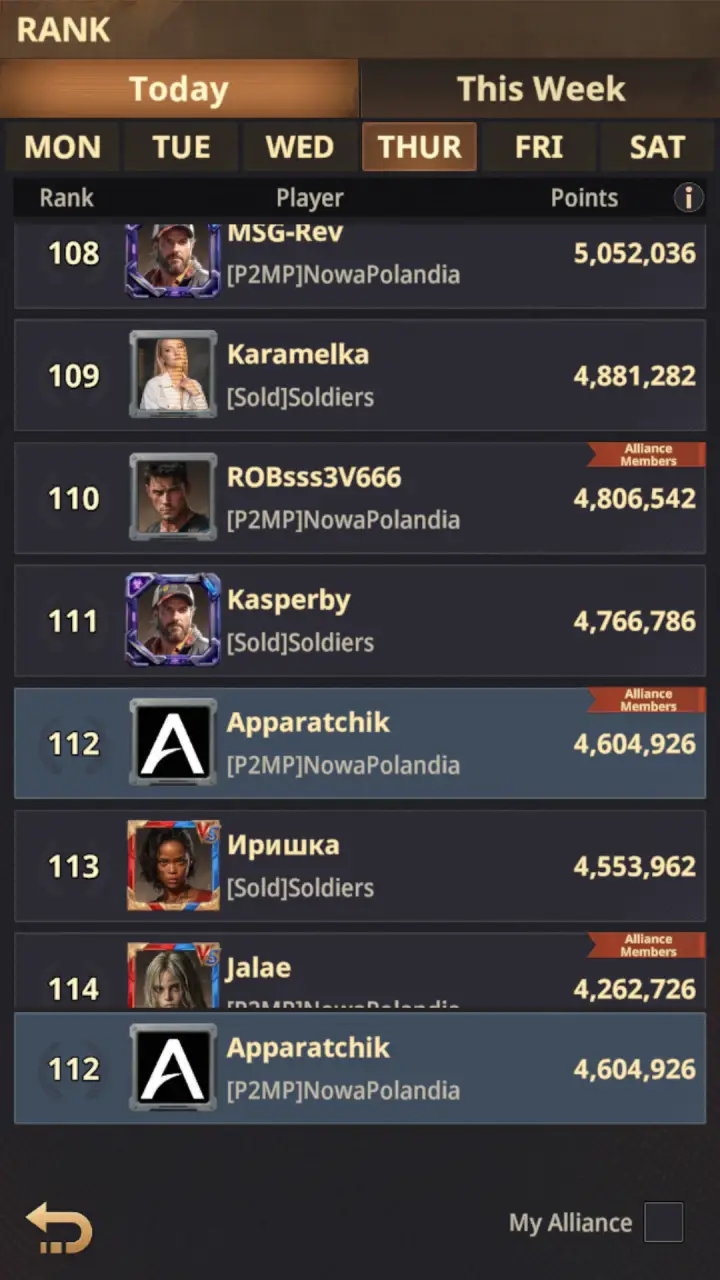 RANK
Today
This Week
MON
TUE
WED
THUR
FRI
SAT
Rank
Player
Points
i
108
MSG-Rev
[P2MP]NowaPolandia
5,052,036
109
Karamelka
[Sold]Soldiers
4,881,282
Alliance
Members
110
ROBsss3V666
[P2MP]NowaPolandia
4,806,542
111
Kasperby
[Sold]Soldiers
4,766,786
Alliance
Members
112
A
Apparatchik
[P2MP]NowaPolandia
4,604,926
113
VS
Иришка
[Sold]Soldiers
4,553,962
Alliance
Members
114
VS
Jalae
[P2MP]NowaPolandia
4,262,726
112
A
Apparatchik
[P2MP]NowaPolandia
4,604,926
My Alliance